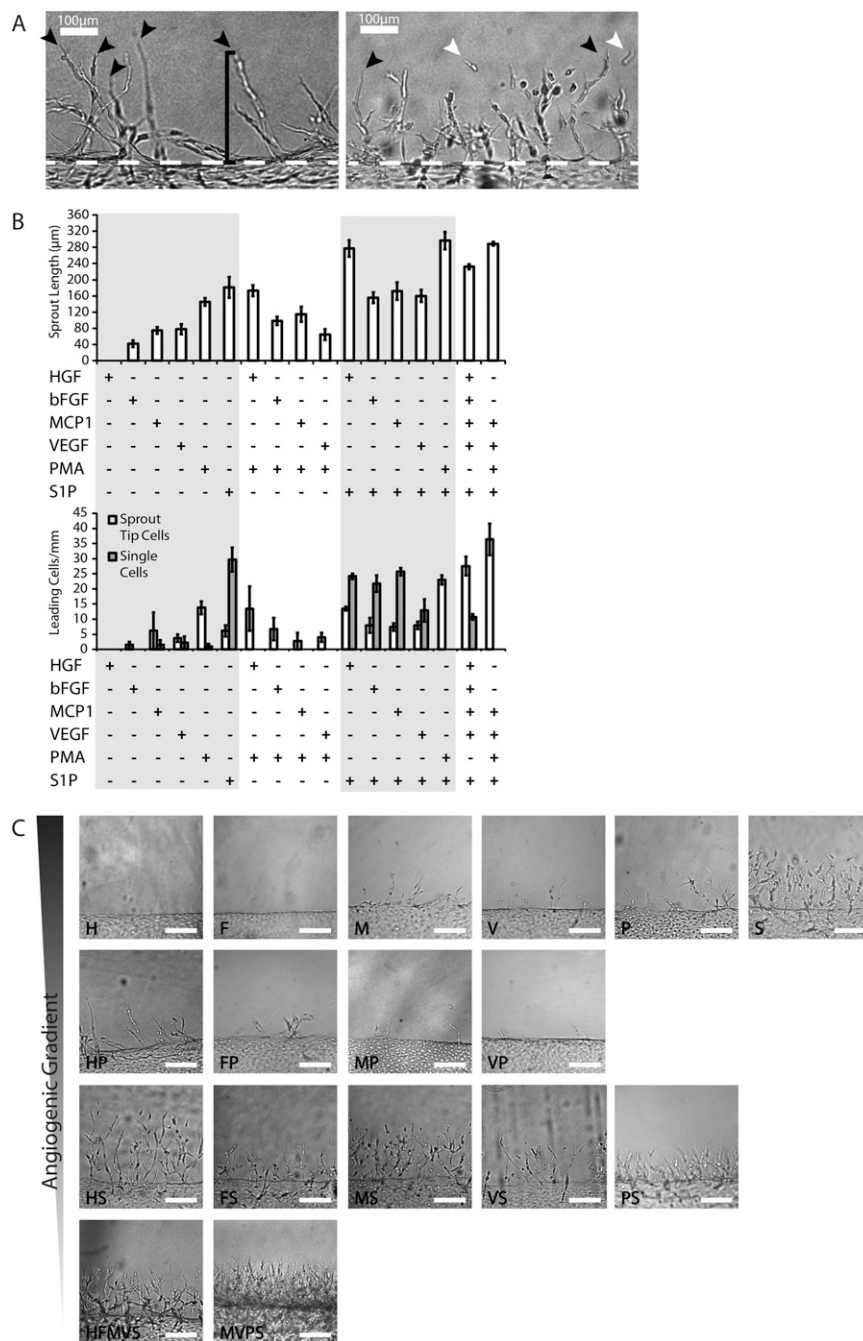 A
100µm
100µm
B
Sprout Length (µm)
360
320
280
240
200
160
120
80
40
0
HGF + - - - - - + - - - + - - - - + -
bFGF - + - - - - - + - - - + - - - + -
MCP1 - - + - - - - - + - - - + - - + +
VEGF - - - + - - - - - + - - - + - + +
PMA - - - - + - + + + + - - - - + - +
S1P - - - - - + - - - - + + + + + + +
Leading Cells/mm
45
40
35
30
25
20
15
10
5
0
Sprout
Tip Cells
Single
Cells
HGF + - - - - - + - - - + - - - - + -
bFGF - + - - - - - + - - - + - - - + -
MCP1 - - + - - - - - + - - - + - - + +
VEGF - - - + - - - - - + - - - + - + +
PMA - - - - + - + + + + - - - - + - +
S1P - - - - - + - - - - + + + + + + +
C
Angiogenic Gradient
H F M V P S
HP FP MP VP
HS FS MS VS PS
HFMVS MVPS